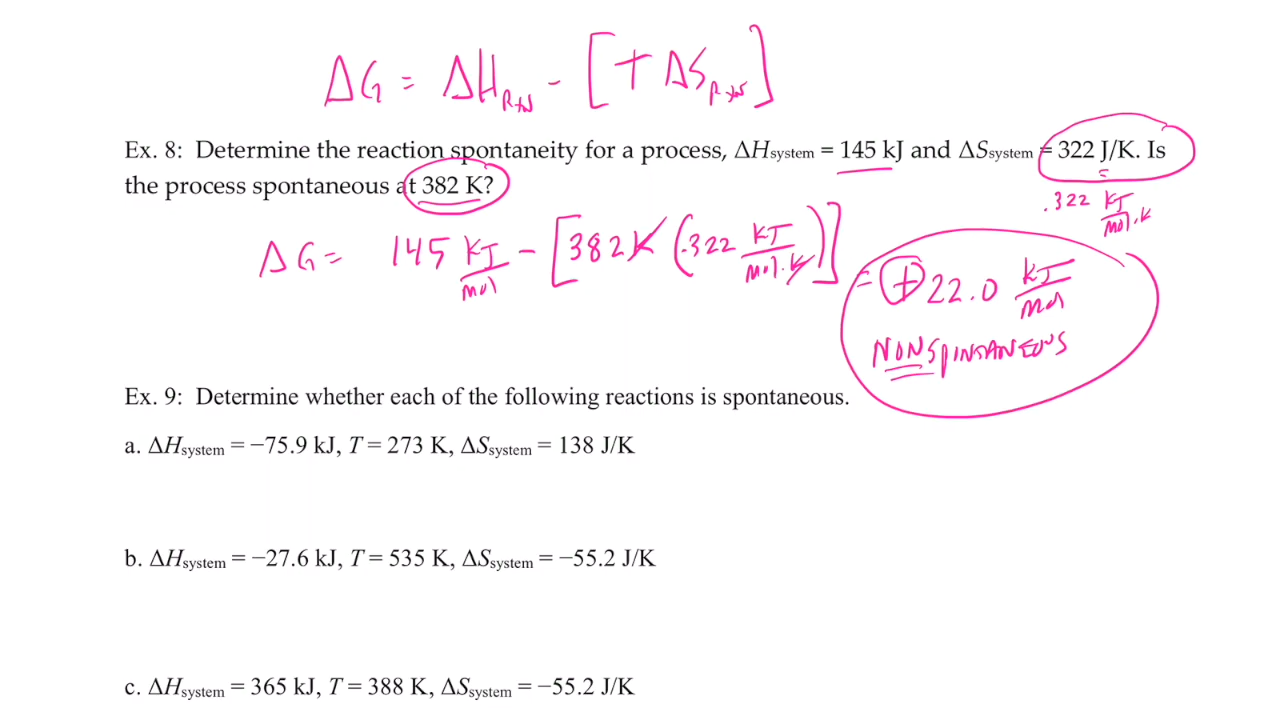 ΔG = ΔH_Rxn - [T ΔS_Rxn]
Ex. 8: Determine the reaction spontaneity for a process, ΔHsystem = 145 kJ and ΔSsystem = 322 J/K. Is
the process spontaneous at 382 K?
.322 kJ/mol·K
ΔG = 145 kJ/mol - [382K (.322 kJ/mol·K)] = +22.0 kJ/mol
NONSPONTANEOUS
Ex. 9: Determine whether each of the following reactions is spontaneous.
a. ΔHsystem = −75.9 kJ, T = 273 K, ΔSsystem = 138 J/K
b. ΔHsystem = −27.6 kJ, T = 535 K, ΔSsystem = −55.2 J/K
c. ΔHsystem = 365 kJ, T = 388 K, ΔSsystem = −55.2 J/K